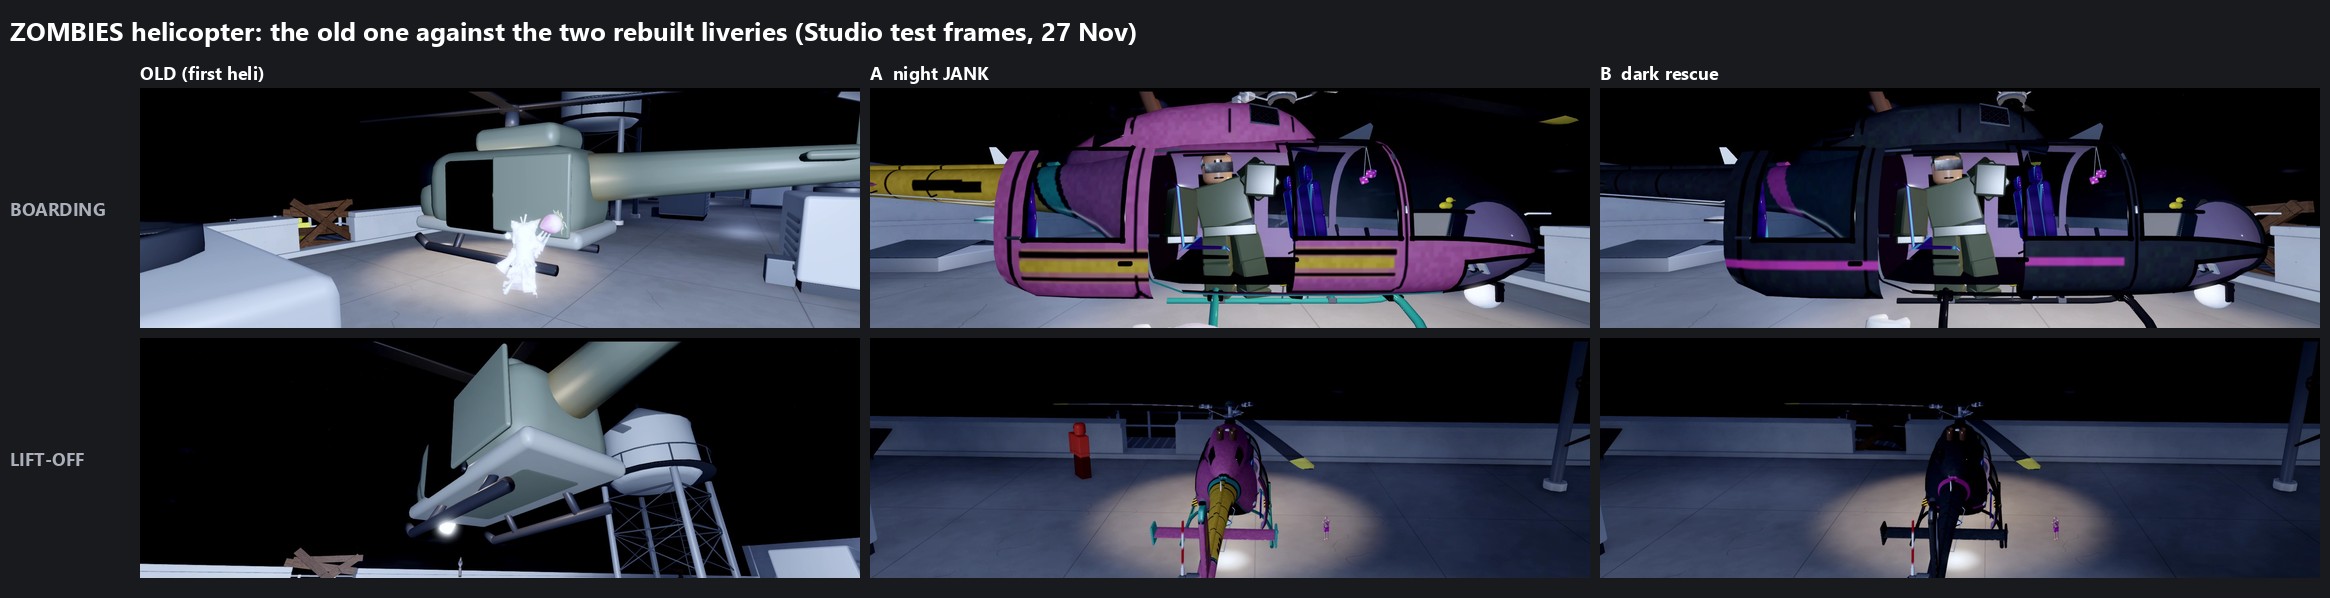 ZOMBIES helicopter: the old one against the two rebuilt liveries (Studio test frames, 27 Nov)
OLD (first heli)
A night JANK
B dark rescue
BOARDING
LIFT-OFF